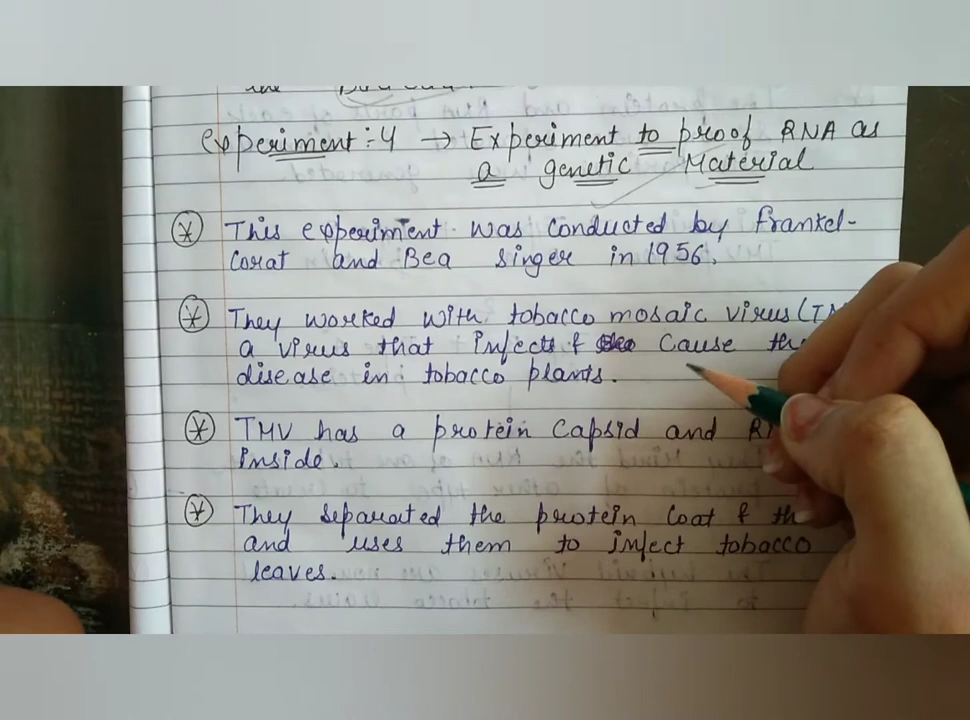 experiment:4 → Experiment to proof RNA as
a genetic Material
This experiment was conducted by frankel-
Corat and Bea singer in 1956.
They worked with tobacco mosaic virus (T
a virus that infects & Cause the
disease in tobacco plants.
TMV has a protein Capsid and R
inside.
They separated the protein Coat & th
and uses them to infect tobacco
leaves.